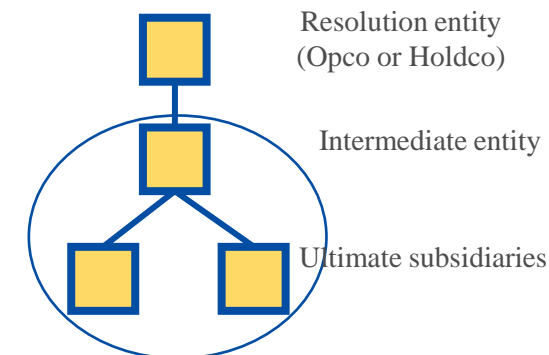 Resolution entity
(Opco or Holdco)
Intermediate entity
Ultimate subsidiaries